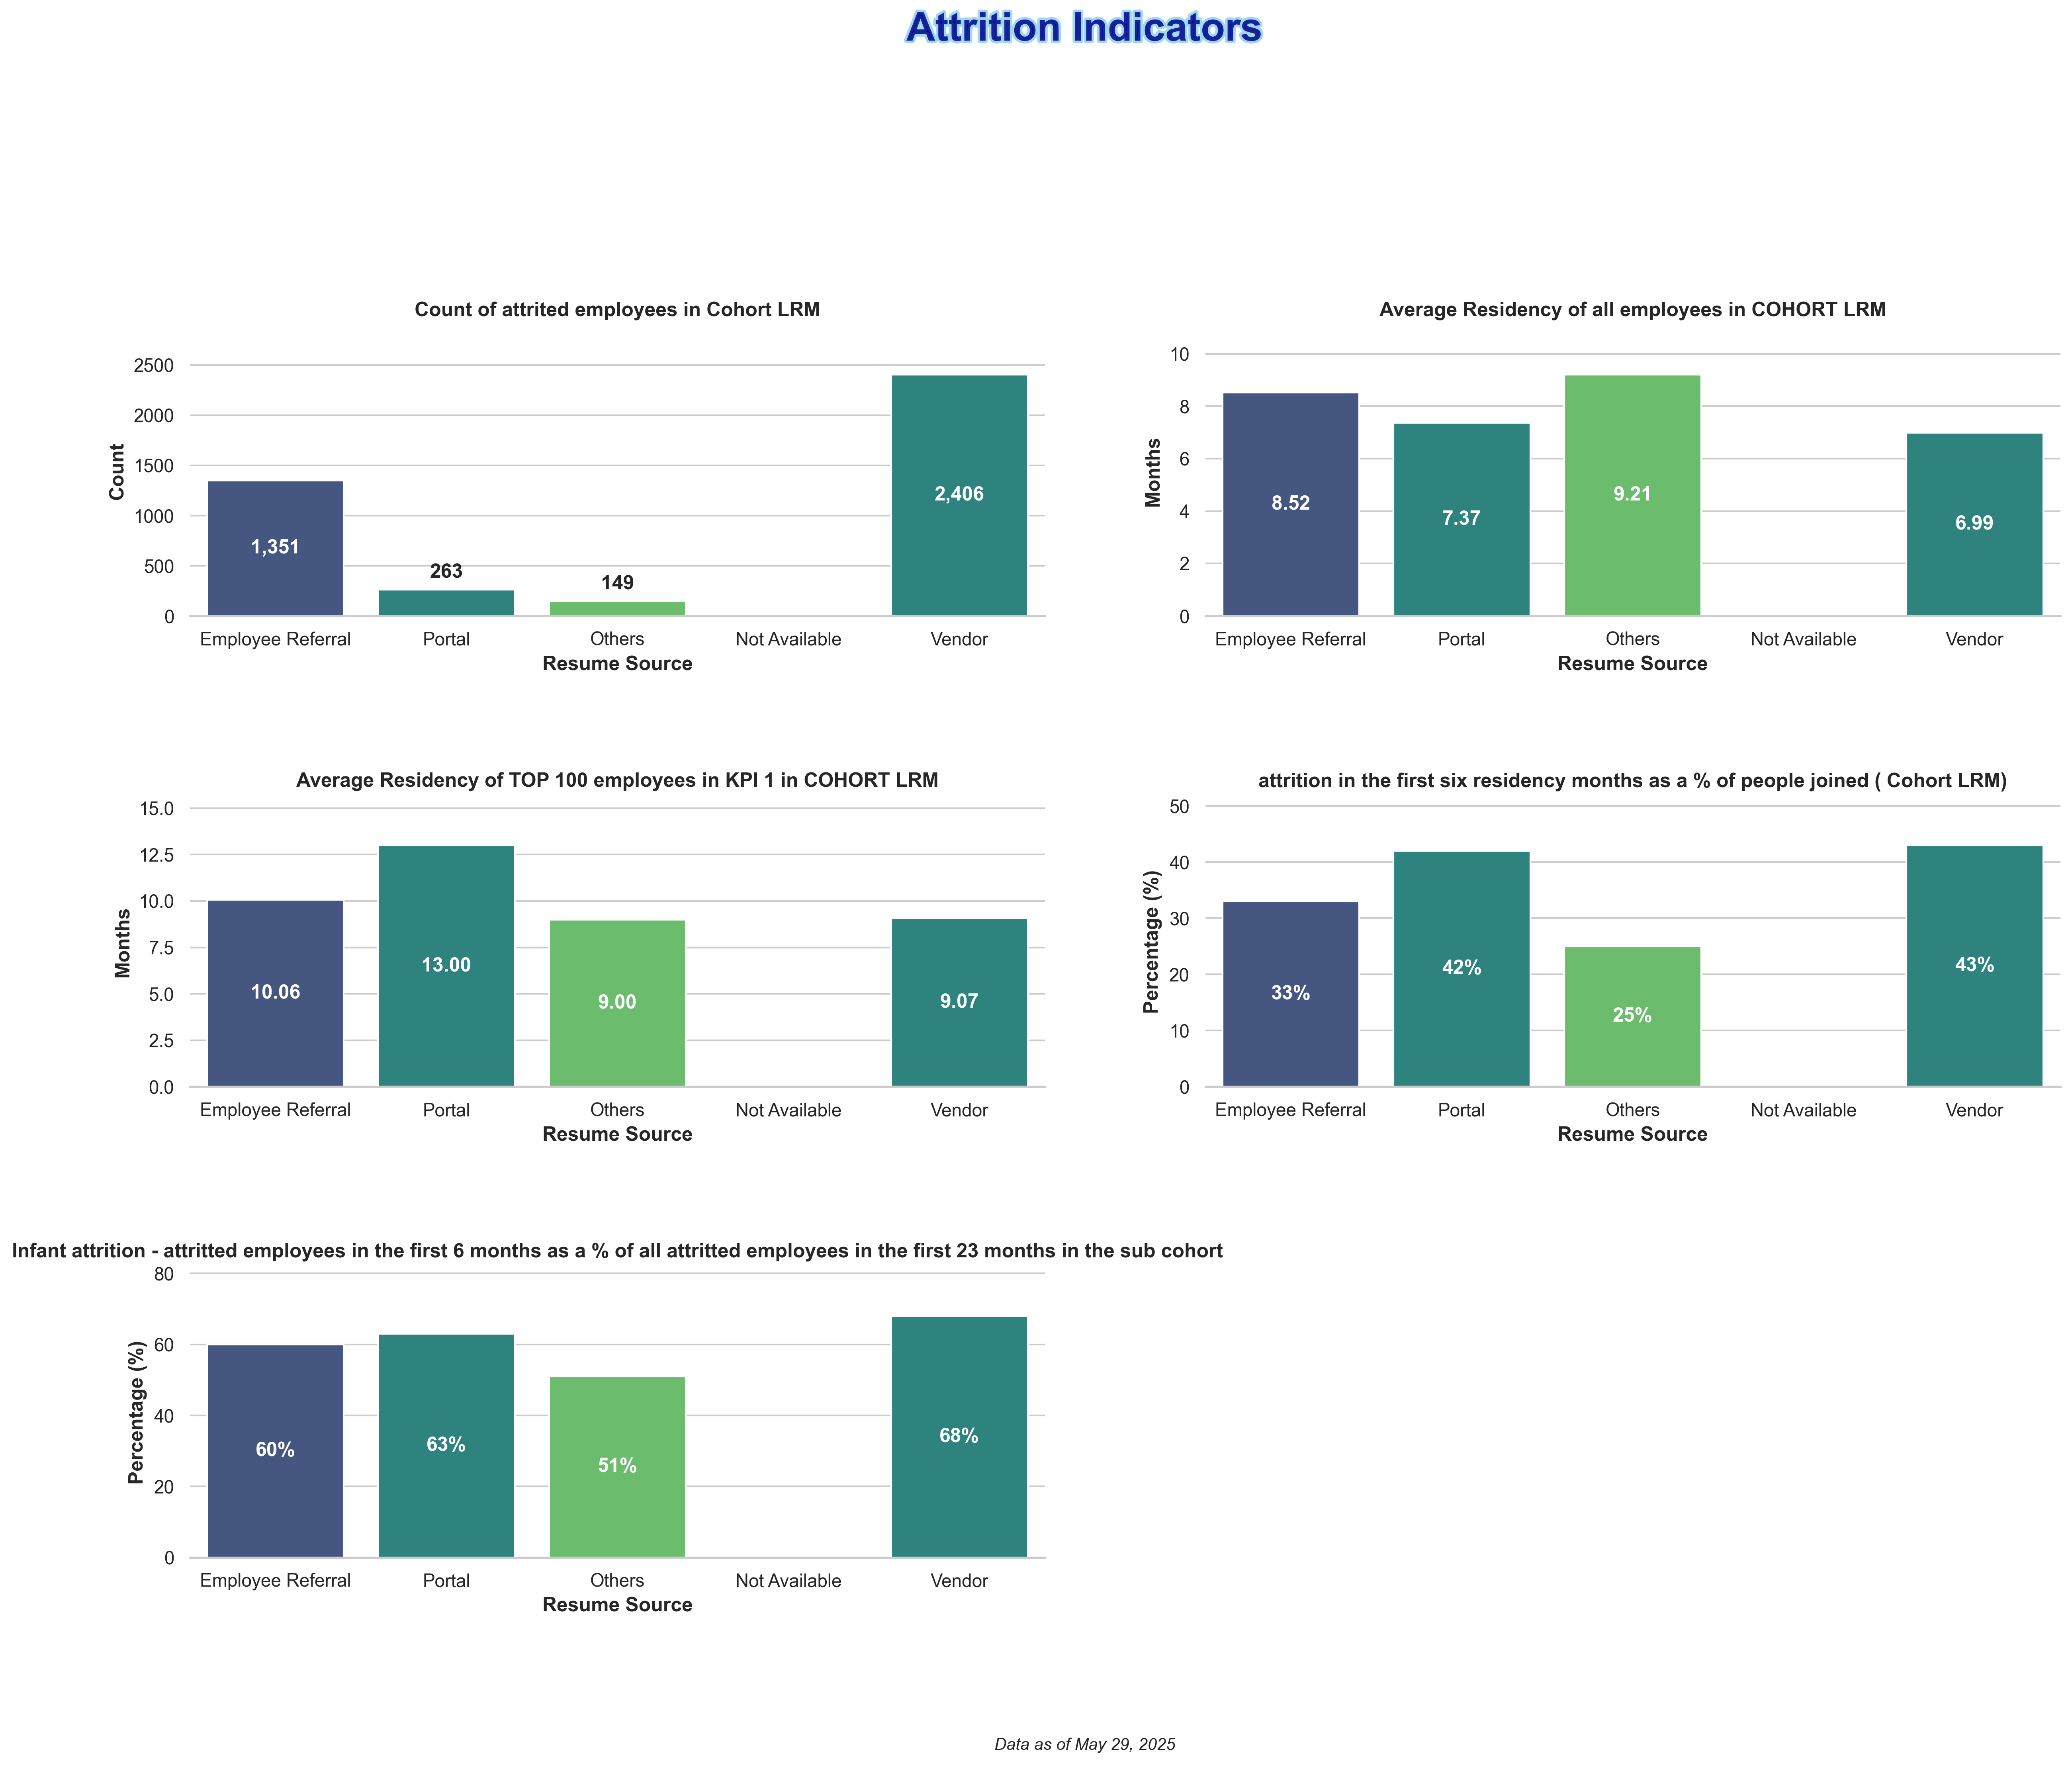 Attrition Indicators
Count of attrited employees in Cohort LRM
Count
2500
2000
1500
1000
500
0
1,351
263
149
2,406
Employee Referral
Portal
Others
Not Available
Vendor
Resume Source
Average Residency of all employees in COHORT LRM
Months
10
8
6
4
2
0
8.52
7.37
9.21
6.99
Employee Referral
Portal
Others
Not Available
Vendor
Resume Source
Average Residency of TOP 100 employees in KPI 1 in COHORT LRM
Months
15.0
12.5
10.0
7.5
5.0
2.5
0.0
10.06
13.00
9.00
9.07
Employee Referral
Portal
Others
Not Available
Vendor
Resume Source
attrition in the first six residency months as a % of people joined ( Cohort LRM)
Percentage (%)
50
40
30
20
10
0
33%
42%
25%
43%
Employee Referral
Portal
Others
Not Available
Vendor
Resume Source
Infant attrition - attritted employees in the first 6 months as a % of all attritted employees in the first 23 months in the sub cohort
Percentage (%)
80
60
40
20
0
60%
63%
51%
68%
Employee Referral
Portal
Others
Not Available
Vendor
Resume Source
Data as of May 29, 2025